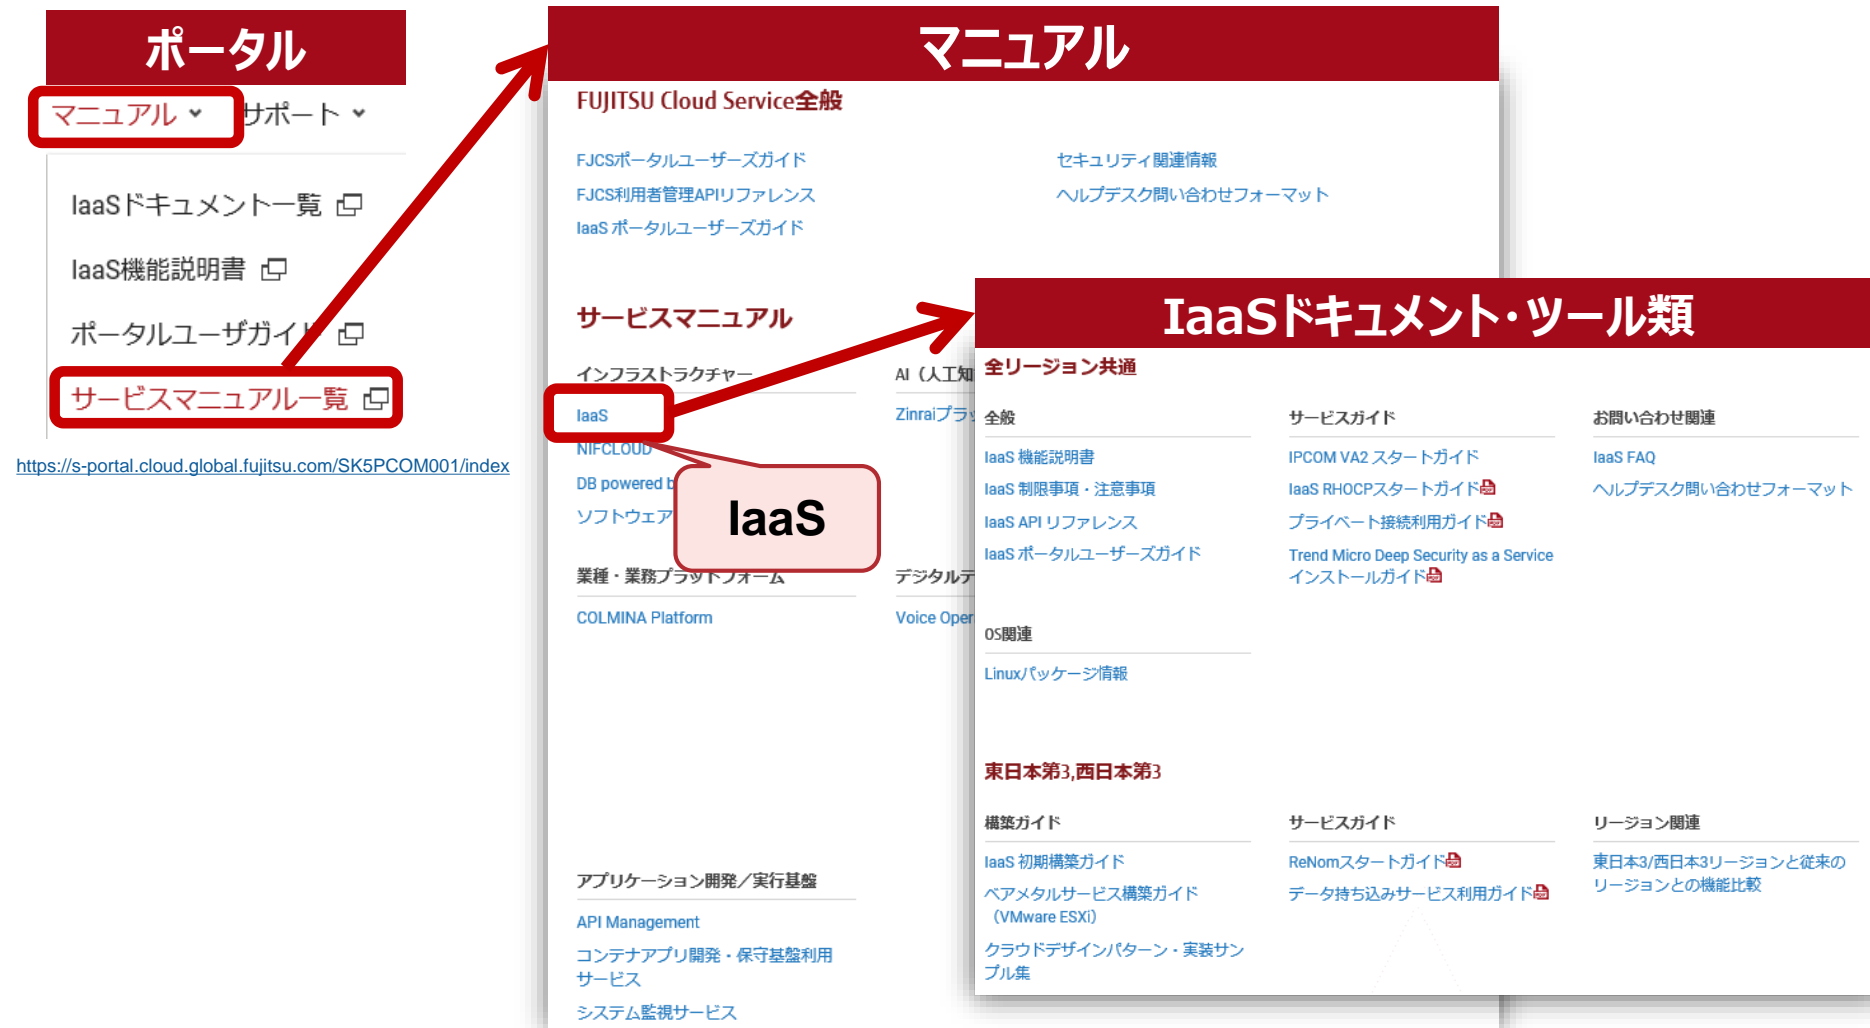 ポータル
マニュアル
サポート
IaaSドキュメント一覧
IaaS機能説明書
ポータルユーザガイド
サービスマニュアル一覧
https://s-portal.cloud.global.fujitsu.com/SK5PCOM001/index
マニュアル
FUJITSU Cloud Service全般
FJCSポータルユーザーズガイド
FJCS利用者管理APIリファレンス
IaaS ポータルユーザーズガイド
セキュリティ関連情報
ヘルプデスク問い合わせフォーマット
サービスマニュアル
インフラストラクチャー
IaaS
NIFCLOUD
DB powered b
ソフトウェア
IaaS
AI（人工知
Zinraiプラッ
業種・業務プラットフォーム
COLMINA Platform
デジタルテ
Voice Oper
アプリケーション開発／実行基盤
API Management
コンテナアプリ開発・保守基盤利用
サービス
システム監視サービス
IaaSドキュメント・ツール類
全リージョン共通
全般
IaaS 機能説明書
IaaS 制限事項・注意事項
IaaS API リファレンス
IaaS ポータルユーザーズガイド
サービスガイド
IPCOM VA2 スタートガイド
IaaS RHOCPスタートガイド
プライベート接続利用ガイド
Trend Micro Deep Security as a Service
インストールガイド
お問い合わせ関連
IaaS FAQ
ヘルプデスク問い合わせフォーマット
OS関連
Linuxパッケージ情報
東日本第3,西日本第3
構築ガイド
IaaS 初期構築ガイド
ベアメタルサービス構築ガイド
（VMware ESXi）
クラウドデザインパターン・実装サン
プル集
サービスガイド
ReNomスタートガイド
データ持ち込みサービス利用ガイド
リージョン関連
東日本3/西日本3リージョンと従来の
リージョンとの機能比較